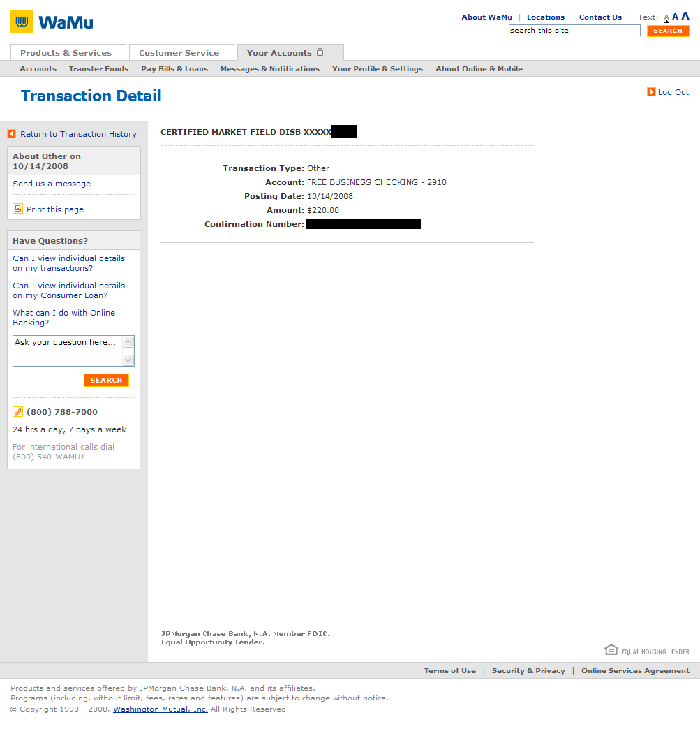 WaMu
About WaMu | Locations Contact Us Text: A A A
search this site SEARCH
Products & Services Customer Service Your Accounts
Accounts Transfer Funds Pay Bills & Loans Messages & Notifications Your Profile & Settings About Online & Mobile
Transaction Detail
Log Out
Return to Transaction History
About Other on
10/14/2008
Send us a message
Print this page
Have Questions?
Can I view individual details
on my transactions?
Can I view individual details
on my Consumer Loan?
What can I do with Online
Banking?
Ask your question here...
SEARCH
(800) 788-7000
24 hrs a day, 7 days a week
For international calls dial
(800) 540-WAMU!
CERTIFIED MARKET FIELD DISB XXXXX
Transaction Type: Other
Account: FREE BUSINESS CHECKING - 2910
Posting Date: 10/14/2008
Amount: $220.00
Confirmation Number:
JPMorgan Chase Bank, N.A. Member FDIC.
Equal Opportunity Lender.
EQUAL HOUSING LENDER
Terms of Use | Security & Privacy | Online Services Agreement
Products and services offered by JPMorgan Chase Bank, N.A. and its affiliates.
Programs (including, without limit, fees, rates and features) are subject to change without notice.
© Copyright 1998 - 2008, Washington Mutual, Inc. All Rights Reserved